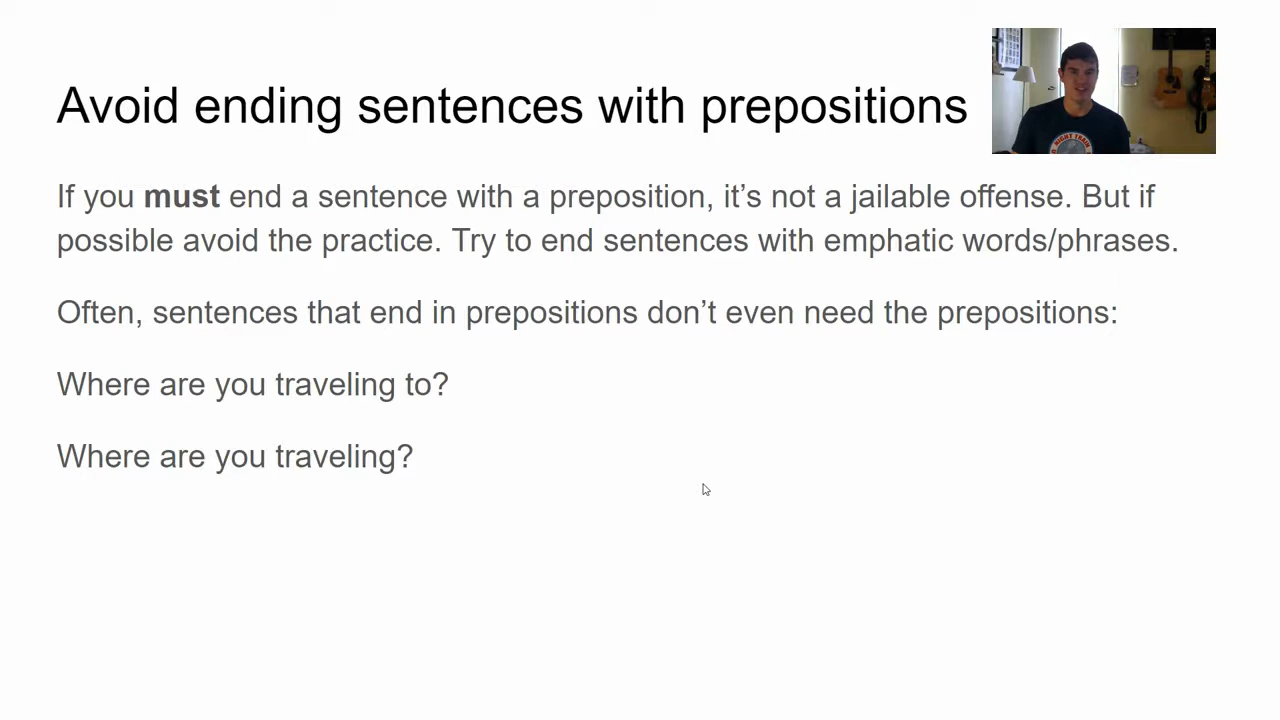 Avoid ending sentences with prepositions
If you must end a sentence with a preposition, it’s not a jailable offense. But if
possible avoid the practice. Try to end sentences with emphatic words/phrases.
Often, sentences that end in prepositions don’t even need the prepositions:
Where are you traveling to?
Where are you traveling?
NIGHT TRAIN